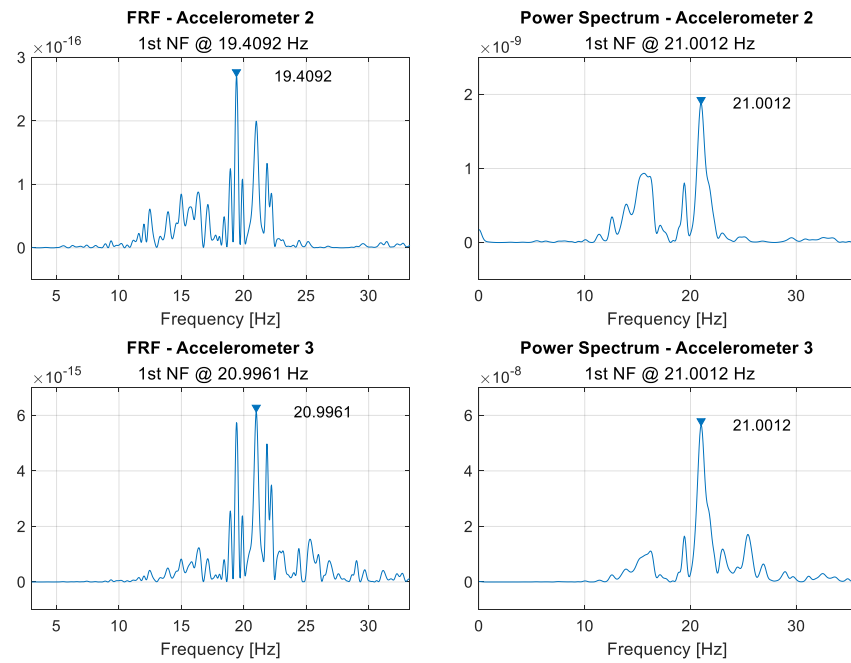 FRF - Accelerometer 2
1st NF @ 19.4092 Hz
×10^-16
3
2
1
0
19.4092
5 10 15 20 25 30
Frequency [Hz]
Power Spectrum - Accelerometer 2
1st NF @ 21.0012 Hz
×10^-9
2
1
0
21.0012
0 10 20 30
Frequency [Hz]
FRF - Accelerometer 3
1st NF @ 20.9961 Hz
×10^-15
6
4
2
0
20.9961
5 10 15 20 25 30
Frequency [Hz]
Power Spectrum - Accelerometer 3
1st NF @ 21.0012 Hz
×10^-8
6
4
2
0
21.0012
0 10 20 30
Frequency [Hz]